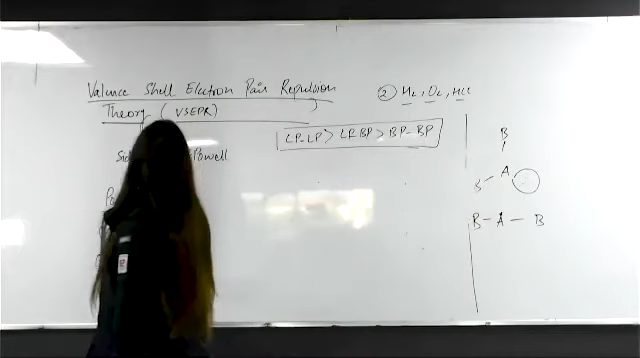 Valence Shell Electron Pair Repulsion
Theory (VSEPR)
Powell
② H₂, O₂, HCl
LP-LP > LP-BP > BP-BP
B
A
B
B - A - B